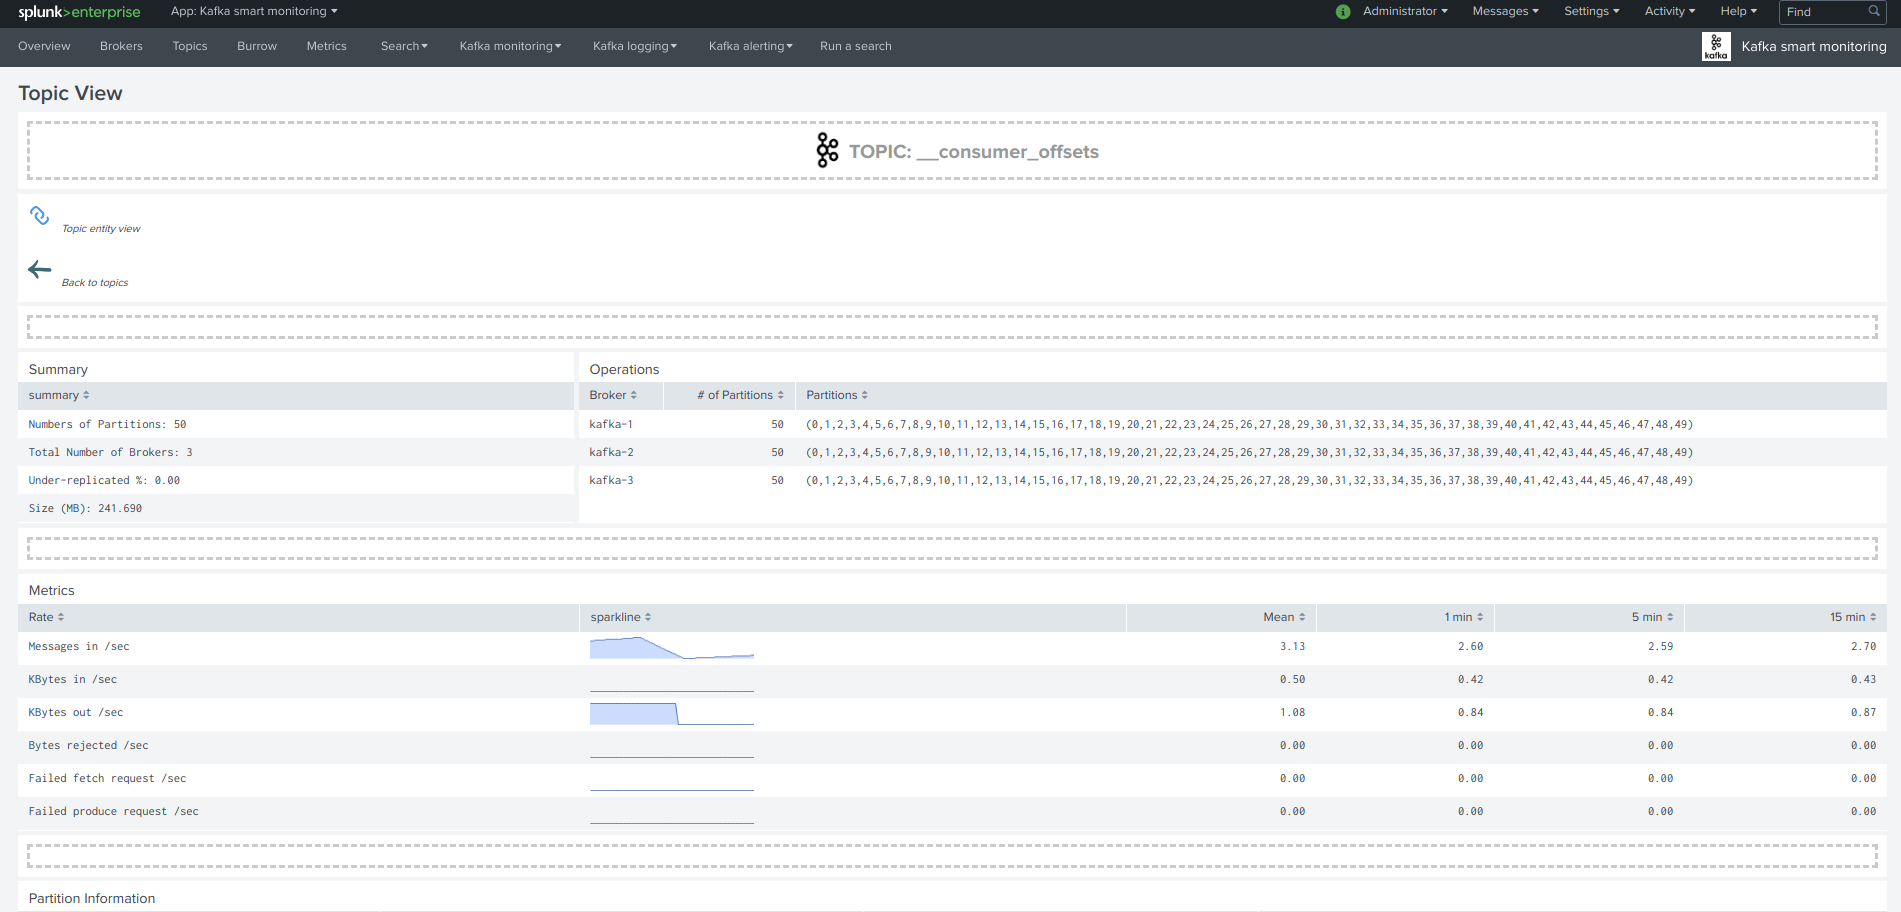 splunk>enterprise App: Kafka smart monitoring Administrator Messages Settings Activity Help Find
Overview Brokers Topics Burrow Metrics Search Kafka monitoring Kafka logging Kafka alerting Run a search kafka Kafka smart monitoring
Topic View
TOPIC: __consumer_offsets
Topic entity view
Back to topics
Summary
summary
Numbers of Partitions: 50
Total Number of Brokers: 3
Under-replicated %: 0.00
Size (MB): 241.690
Operations
Broker # of Partitions Partitions
kafka-1 50 (0,1,2,3,4,5,6,7,8,9,10,11,12,13,14,15,16,17,18,19,20,21,22,23,24,25,26,27,28,29,30,31,32,33,34,35,36,37,38,39,40,41,42,43,44,45,46,47,48,49)
kafka-2 50 (0,1,2,3,4,5,6,7,8,9,10,11,12,13,14,15,16,17,18,19,20,21,22,23,24,25,26,27,28,29,30,31,32,33,34,35,36,37,38,39,40,41,42,43,44,45,46,47,48,49)
kafka-3 50 (0,1,2,3,4,5,6,7,8,9,10,11,12,13,14,15,16,17,18,19,20,21,22,23,24,25,26,27,28,29,30,31,32,33,34,35,36,37,38,39,40,41,42,43,44,45,46,47,48,49)
Metrics
Rate sparkline Mean 1 min 5 min 15 min
Messages in /sec 3.13 2.60 2.59 2.70
KBytes in /sec 0.50 0.42 0.42 0.43
KBytes out /sec 1.08 0.84 0.84 0.87
Bytes rejected /sec 0.00 0.00 0.00 0.00
Failed fetch request /sec 0.00 0.00 0.00 0.00
Failed produce request /sec 0.00 0.00 0.00 0.00
Partition Information